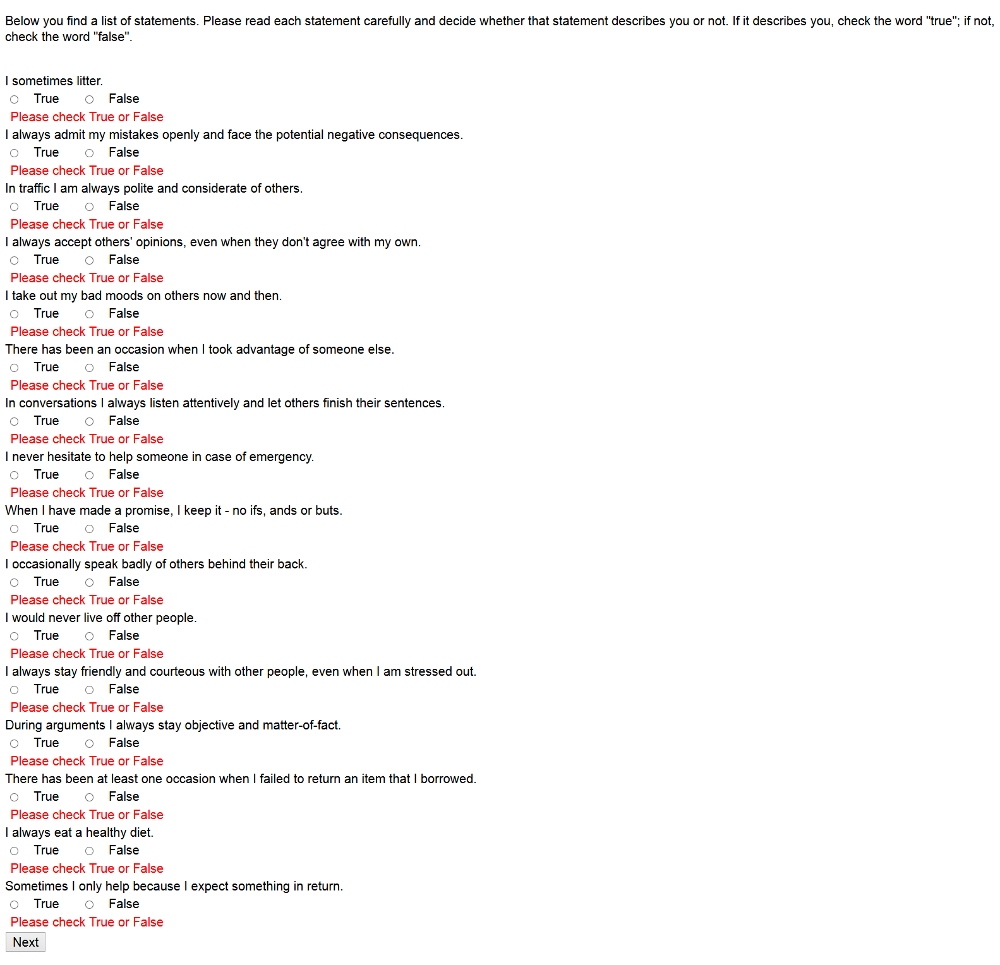 Below you find a list of statements. Please read each statement carefully and decide whether that statement describes you or not. If it describes you, check the word "true"; if not,
check the word "false".
I sometimes litter.
True False
Please check True or False
I always admit my mistakes openly and face the potential negative consequences.
True False
Please check True or False
In traffic I am always polite and considerate of others.
True False
Please check True or False
I always accept others' opinions, even when they don't agree with my own.
True False
Please check True or False
I take out my bad moods on others now and then.
True False
Please check True or False
There has been an occasion when I took advantage of someone else.
True False
Please check True or False
In conversations I always listen attentively and let others finish their sentences.
True False
Please check True or False
I never hesitate to help someone in case of emergency.
True False
Please check True or False
When I have made a promise, I keep it - no ifs, ands or buts.
True False
Please check True or False
I occasionally speak badly of others behind their back.
True False
Please check True or False
I would never live off other people.
True False
Please check True or False
I always stay friendly and courteous with other people, even when I am stressed out.
True False
Please check True or False
During arguments I always stay objective and matter-of-fact.
True False
Please check True or False
There has been at least one occasion when I failed to return an item that I borrowed.
True False
Please check True or False
I always eat a healthy diet.
True False
Please check True or False
Sometimes I only help because I expect something in return.
True False
Please check True or False
Next